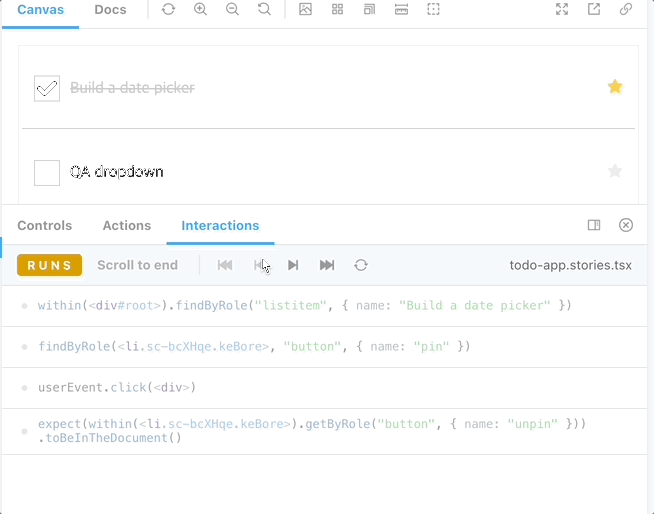 Canvas Docs
Build a date picker
QA dropdown
Controls Actions Interactions
RUNS Scroll to end todo-app.stories.tsx
within(<div#root>).findByRole("listitem", { name: "Build a date picker" })
findByRole(<li.sc-bcXHqe.keBore>, "button", { name: "pin" })
userEvent.click(<div>)
expect(within(<li.sc-bcXHqe.keBore>).getByRole("button", { name: "unpin" }))
.toBeInTheDocument()